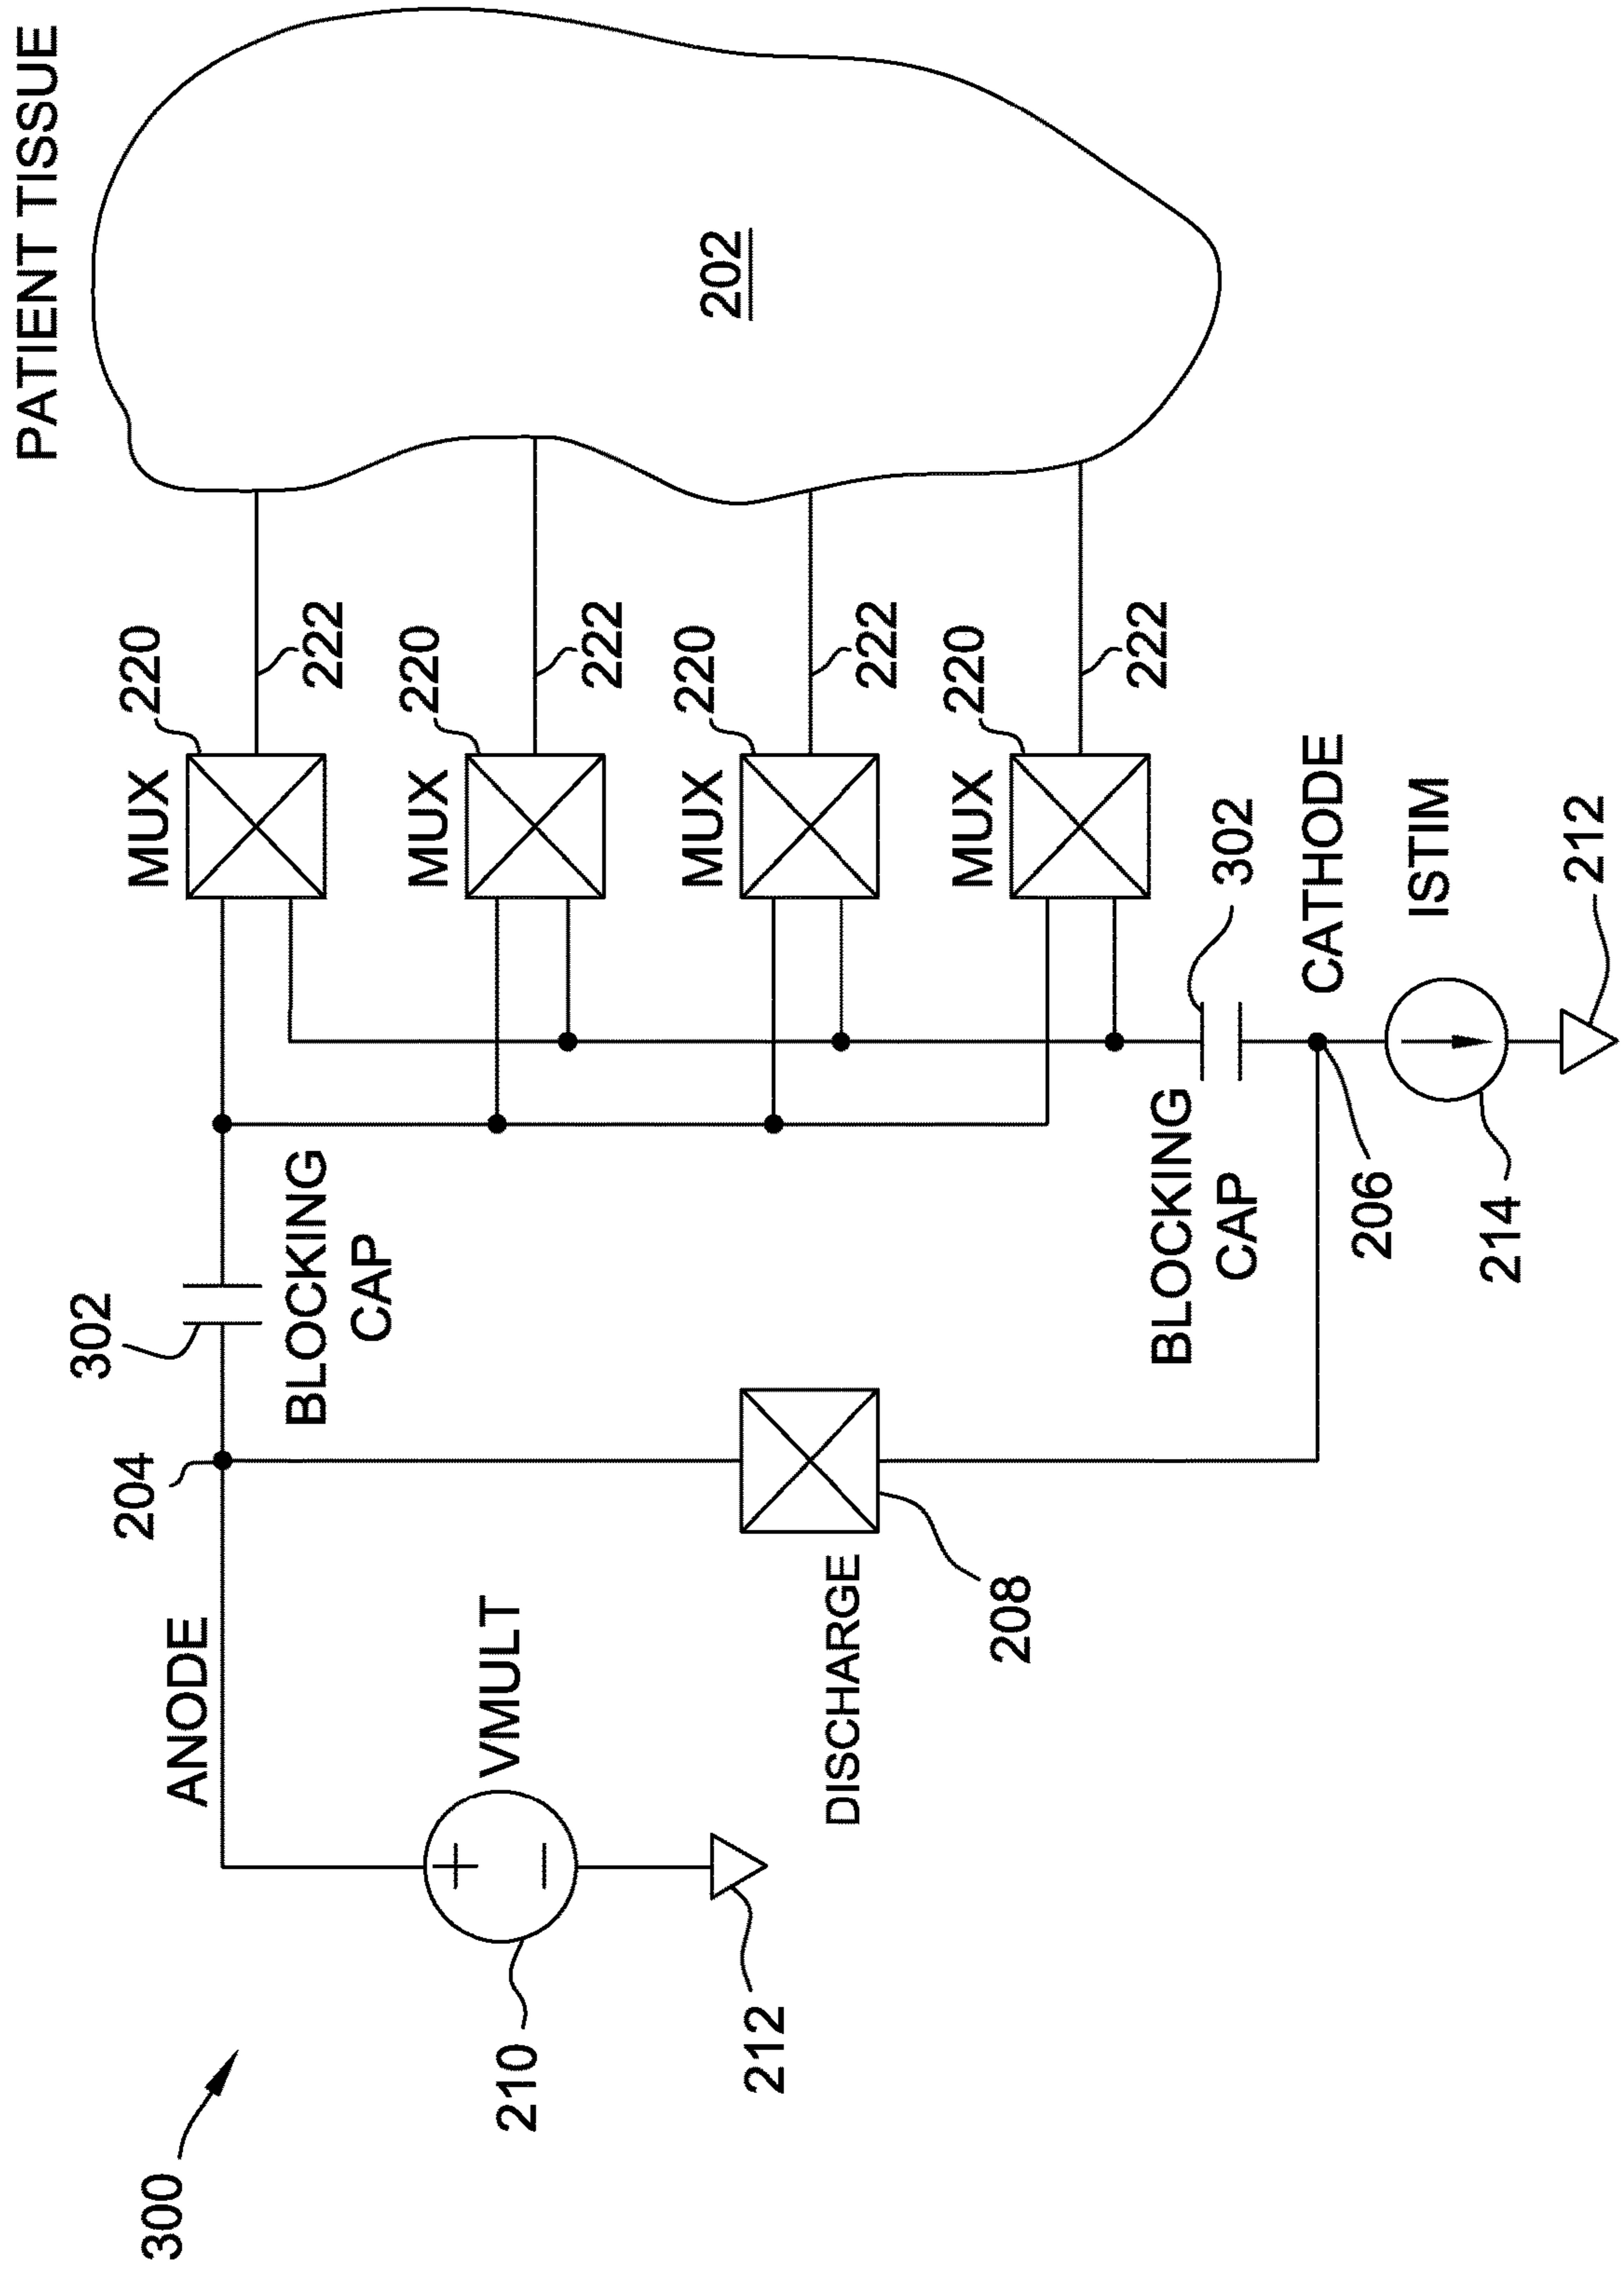 PATIENT TISSUE
300
ANODE
204
302
BLOCKING
CAP
MUX
220
222
MUX
220
222
MUX
220
222
MUX
220
222
202
VMULT
210
212
DISCHARGE
208
BLOCKING
CAP
302
CATHODE
206
ISTIM
214
212